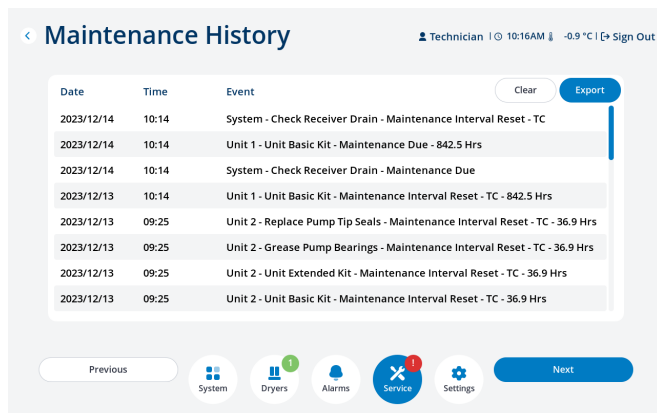 Maintenance History
Technician 10:16AM -0.9 °C Sign Out
Date Time Event Clear Export
2023/12/14 10:14 System - Check Receiver Drain - Maintenance Interval Reset - TC
2023/12/14 10:14 Unit 1 - Unit Basic Kit - Maintenance Due - 842.5 Hrs
2023/12/14 10:14 System - Check Receiver Drain - Maintenance Due
2023/12/13 10:14 Unit 1 - Unit Basic Kit - Maintenance Interval Reset - TC - 842.5 Hrs
2023/12/13 09:25 Unit 2 - Replace Pump Tip Seals - Maintenance Interval Reset - TC - 36.9 Hrs
2023/12/13 09:25 Unit 2 - Grease Pump Bearings - Maintenance Interval Reset - TC - 36.9 Hrs
2023/12/13 09:25 Unit 2 - Unit Extended Kit - Maintenance Interval Reset - TC - 36.9 Hrs
2023/12/13 09:25 Unit 2 - Unit Basic Kit - Maintenance Interval Reset - TC - 36.9 Hrs
1 !
Previous Next
System Dryers Alarms Service Settings